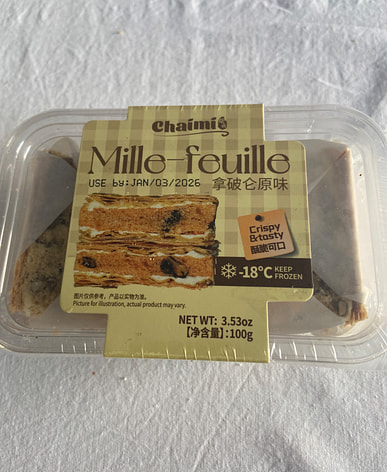 Chaimi
Mille-feuille
USE by:JAN/03/2026 拿破仑原味
Crispy
&tasty
酥脆可口
-18°C KEEP
FROZEN
图片仅供参考，产品以实物为准。
Picture for illustration, actual product may vary.
NET WT: 3.53oz
【净含量】:100g